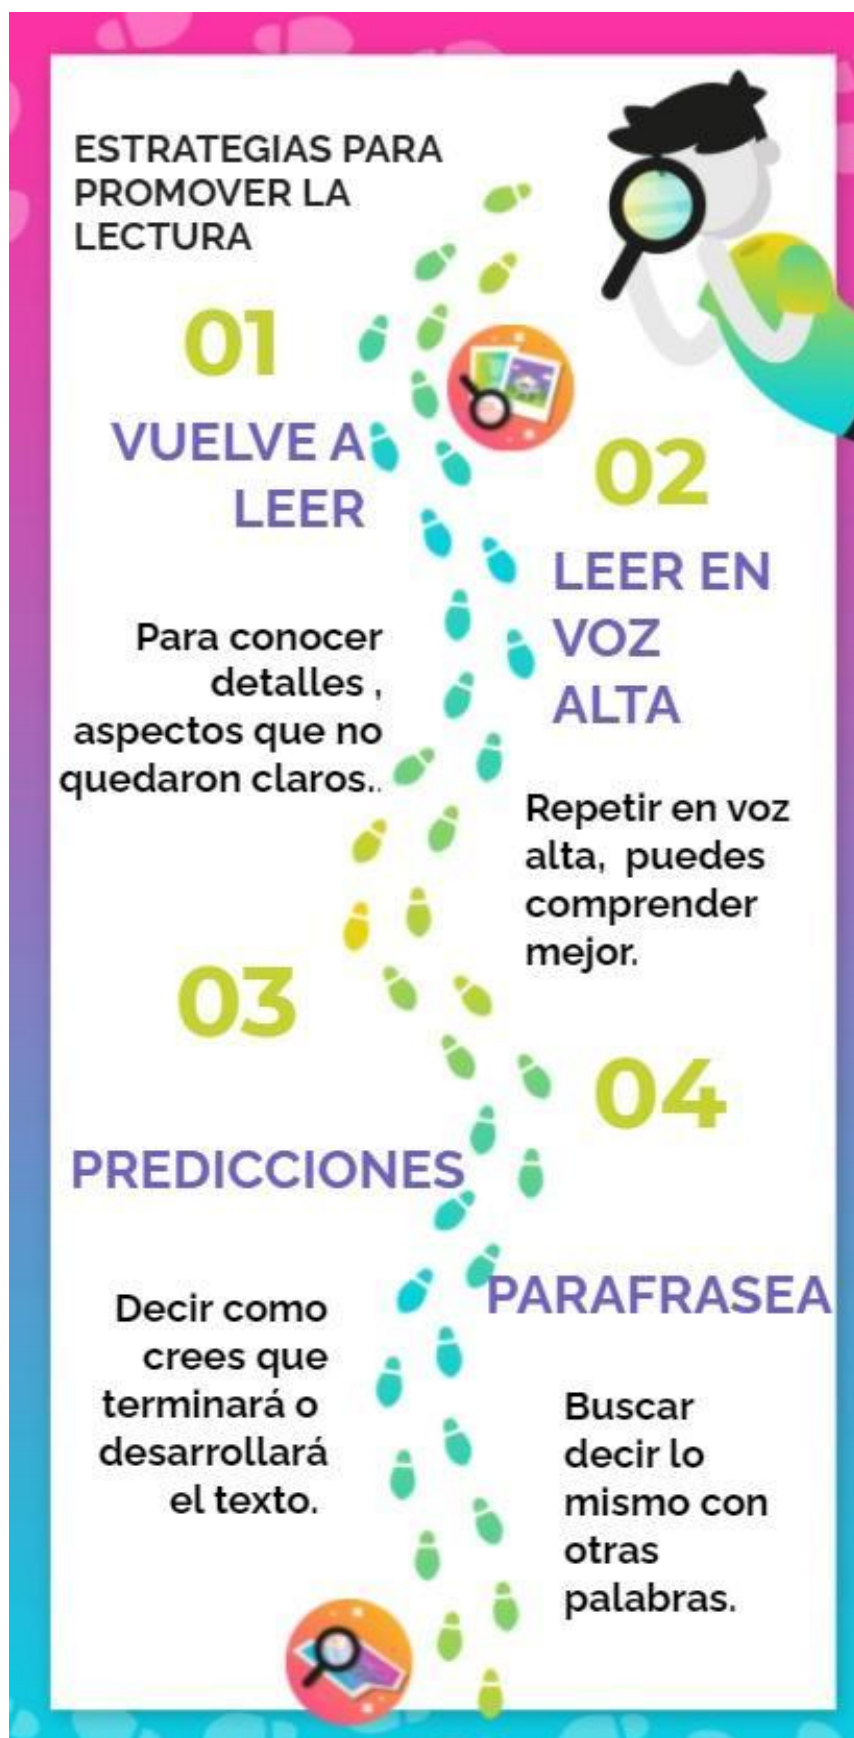 ESTRATEGIAS PARA
PROMOVER LA
LECTURA
01
VUELVE A
LEER
Para conocer
detalles ,
aspectos que no
quedaron claros..
02
LEER EN
VOZ
ALTA
Repetir en voz
alta, puedes
comprender
mejor.
03
PREDICCIONES
Decir como
crees que
terminará o
desarrollará
el texto.
04
PARAFRASEA
Buscar
decir lo
mismo con
otras
palabras.